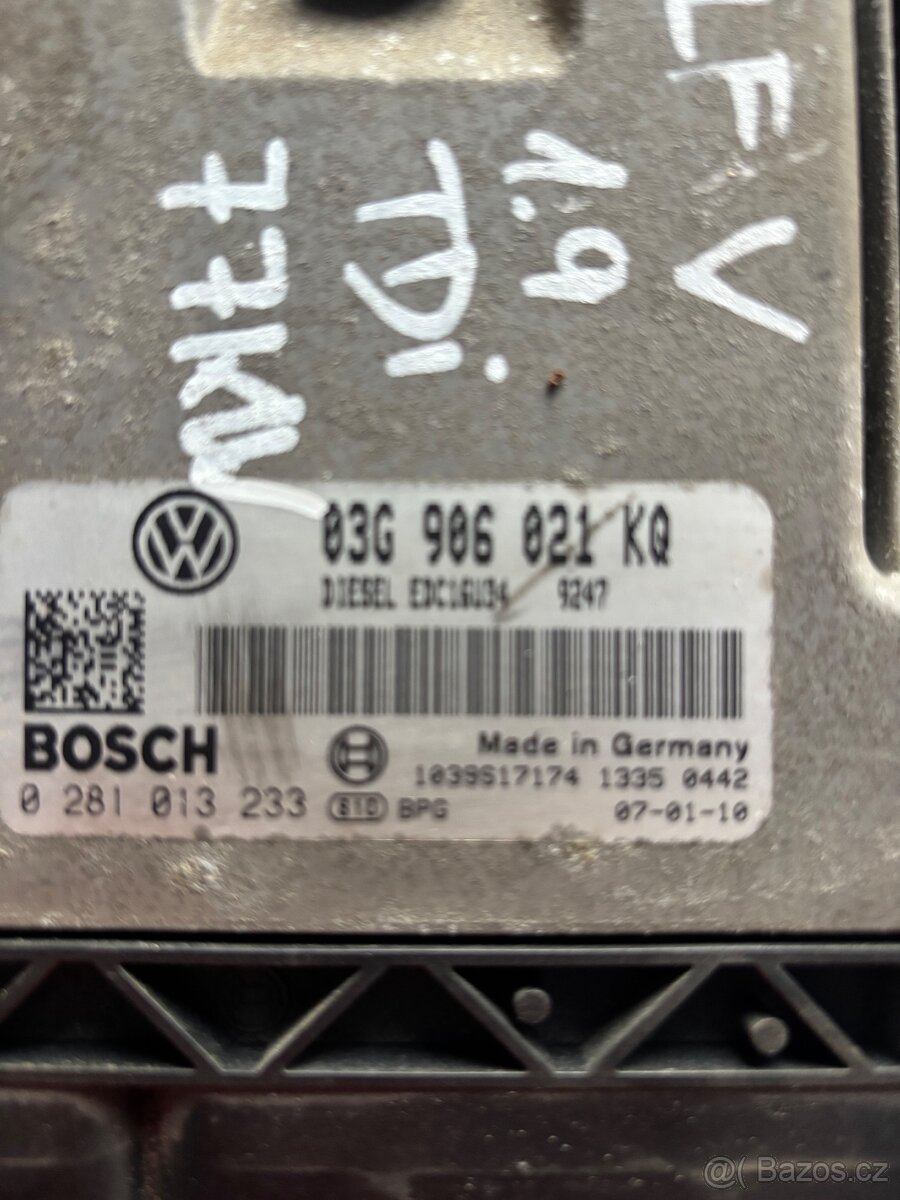 LF V
1.9
TDi
77KW
03G 906 021 KQ
DIESEL EDC16U34 9247
BOSCH
Made in Germany
1039S17174 1335 0442
0 281 013 233 BPG
07-01-10
@( Bazos.cz